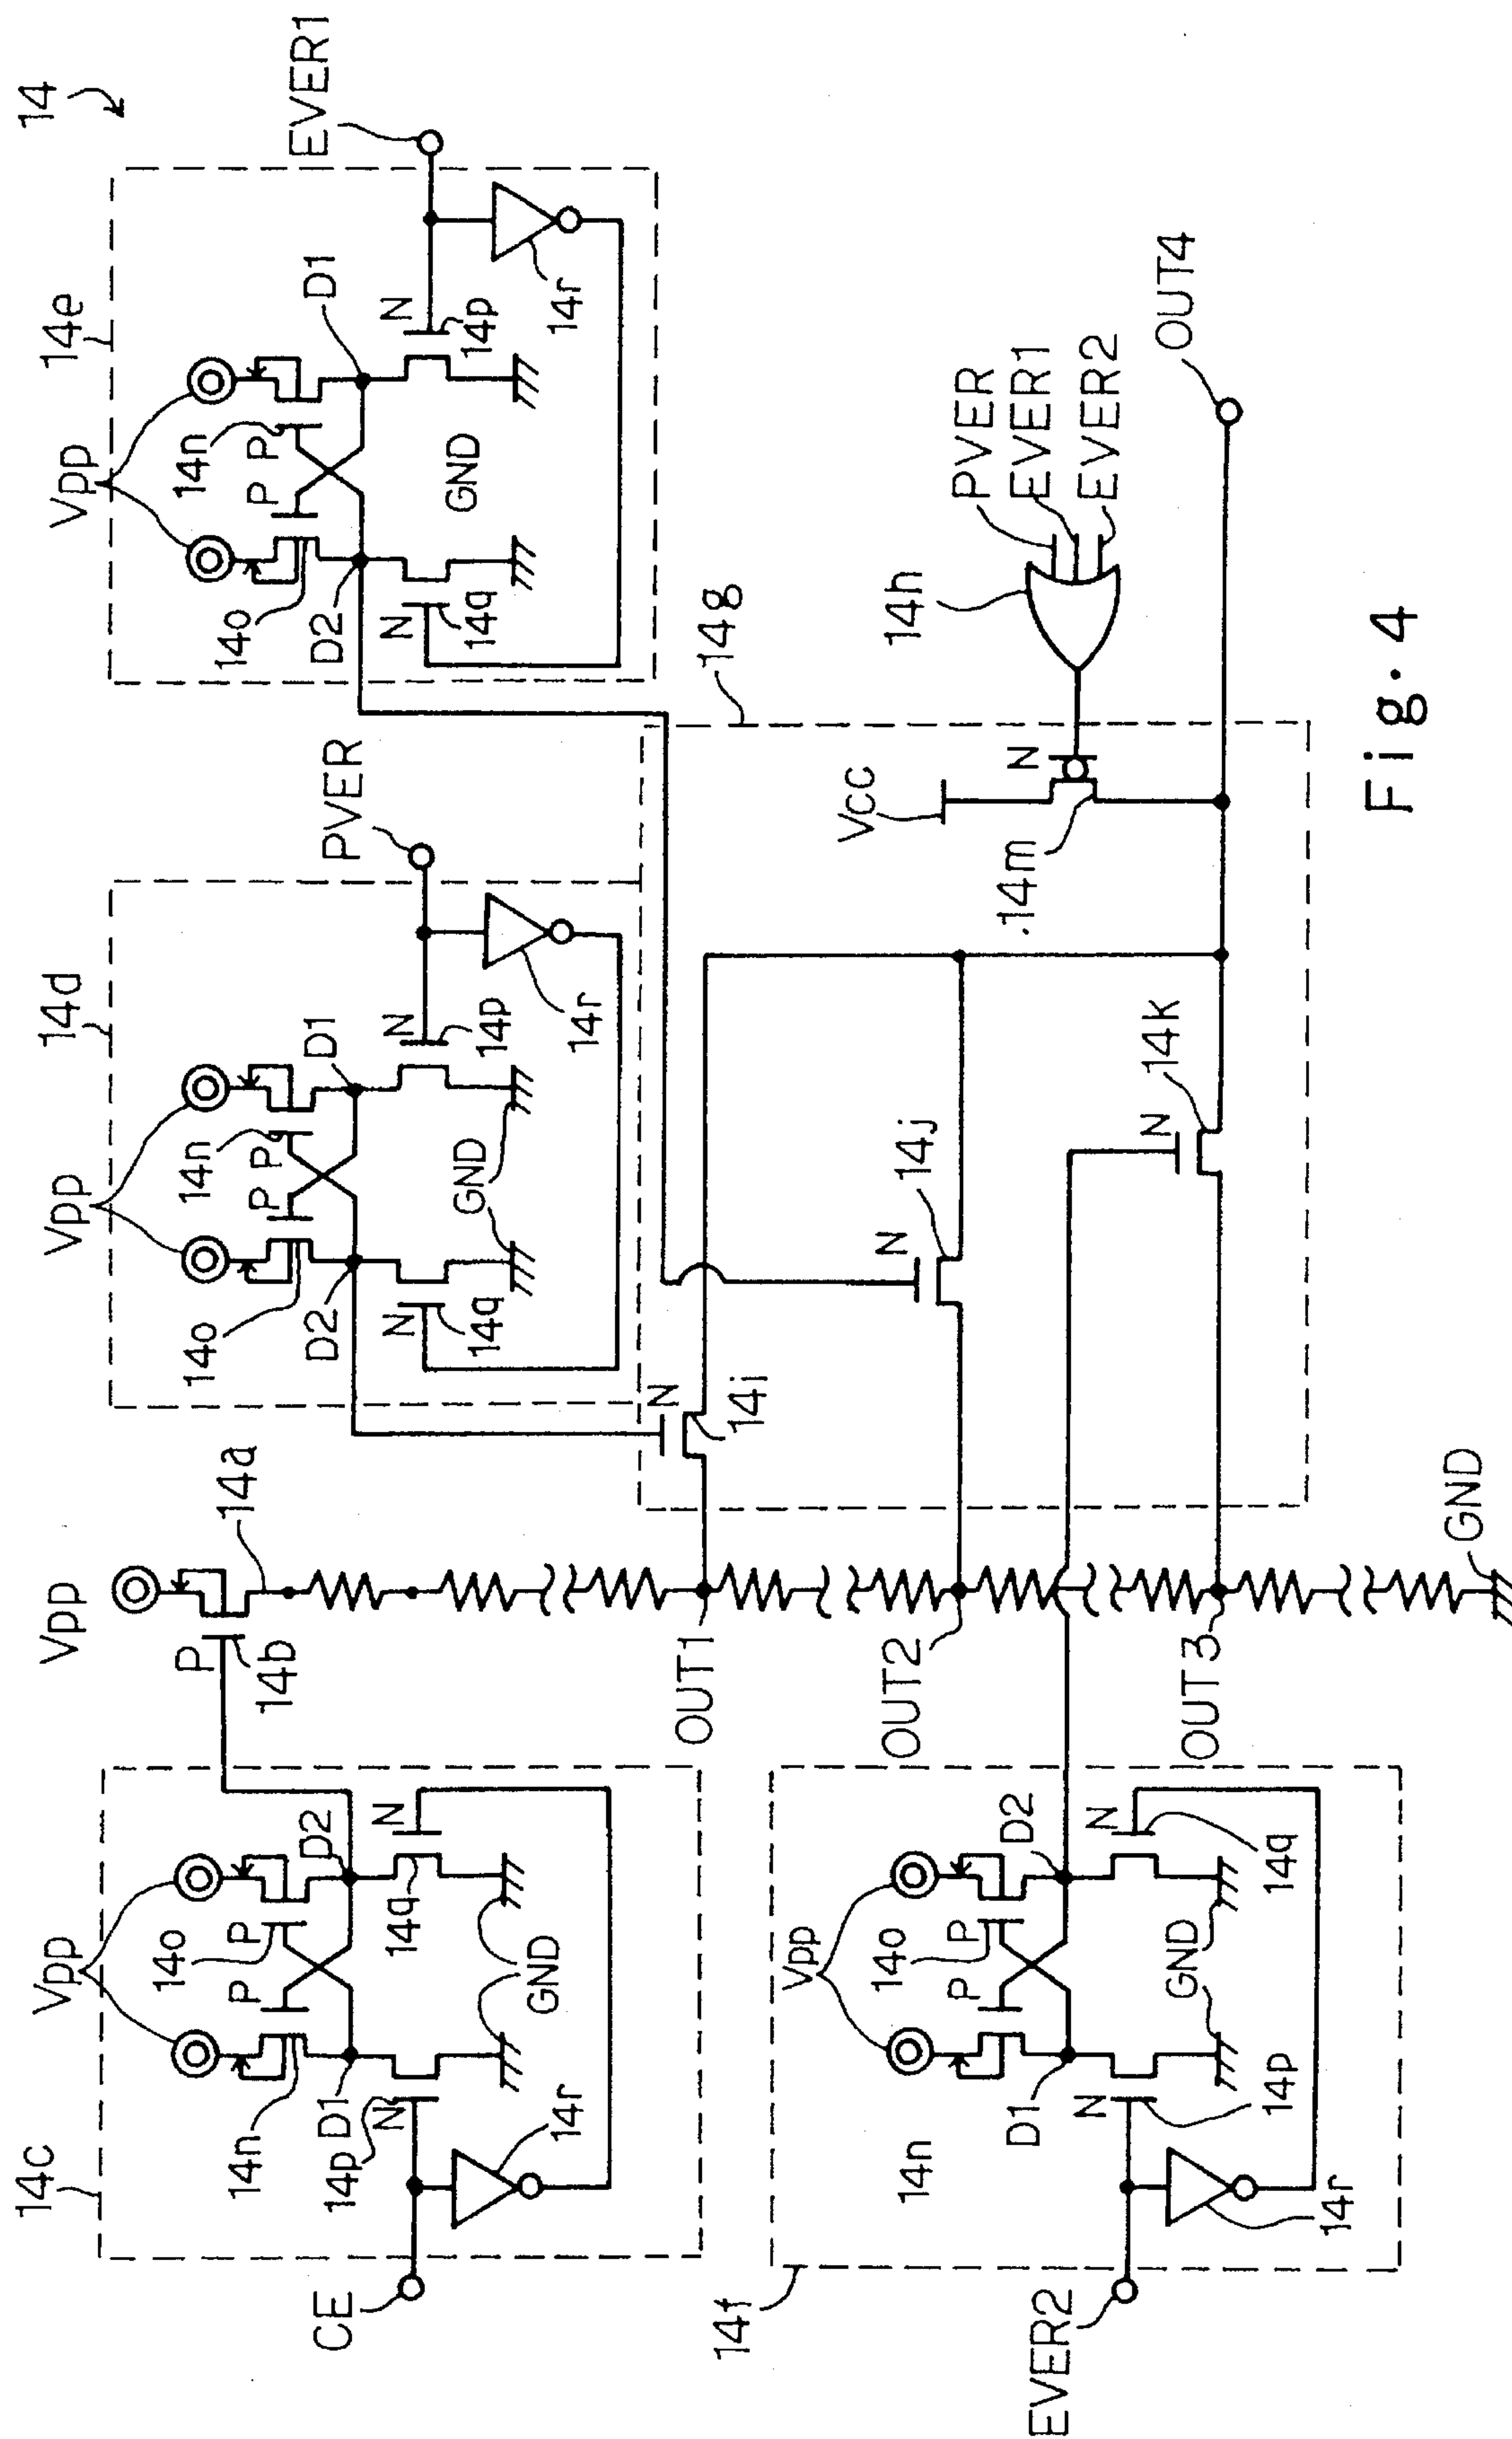 14
14c
Vpp
14o
P
P
14n
D2
D1
N
14p
N
14q
14r
GND
CE
Vpp
P
14b
14a
14d
Vpp
14n
P
P
14o
D1
D2
N
14p
N
14q
14r
GND
PVER
14e
Vpp
14n
P
P
14o
D1
D2
N
14p
N
14q
14r
GND
EVER1
14g
OUT1
OUT2
OUT3
GND
N
14i
N
14j
N
14k
Vcc
N
14m
14h
PVER
EVER1
EVER2
OUT4
14f
Vpp
14o
P
P
14n
D2
D1
N
14p
N
14q
14r
GND
EVER2
Fig. 4